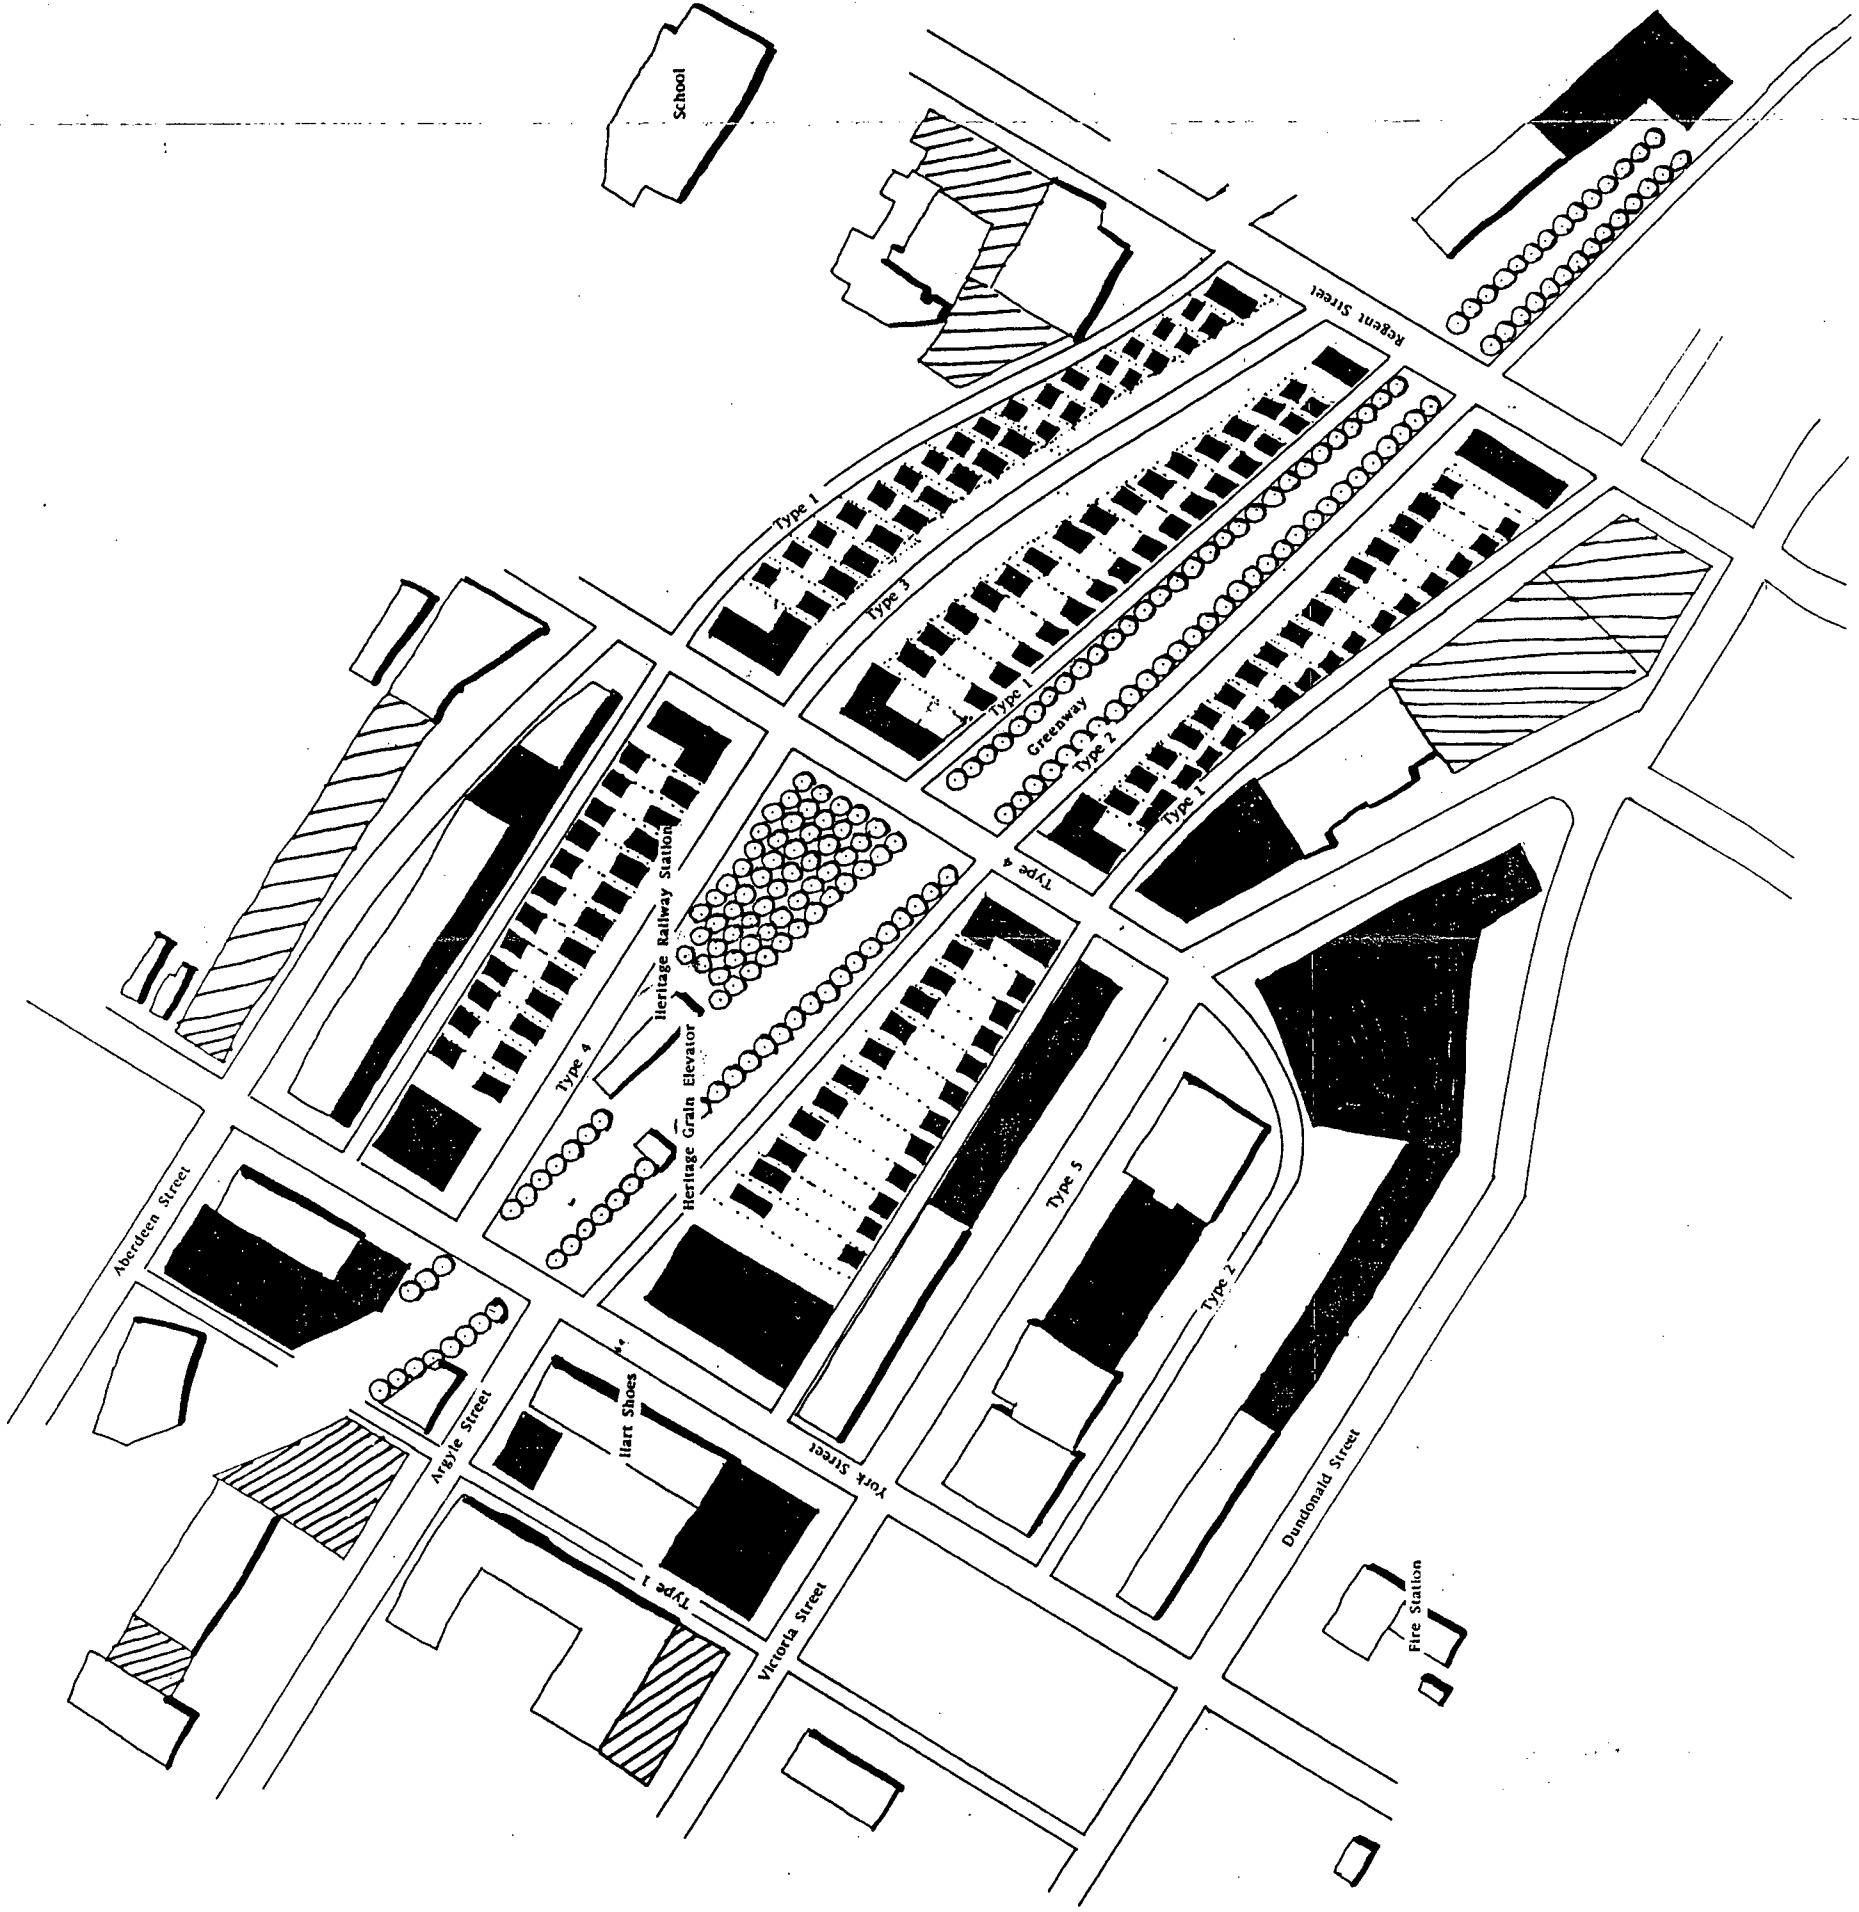 School
Regent Street
Type 1
Type 3
Type 1
Greenway
Type 2
Type 1
Type 4
Heritage Railway Station
Type 4
Heritage Grain Elevator
Type 5
Aberdeen Street
Type 2
Argyle Street
Hart Shoes
York Street
Dundonald Street
Type 1
Victoria Street
Fire Station